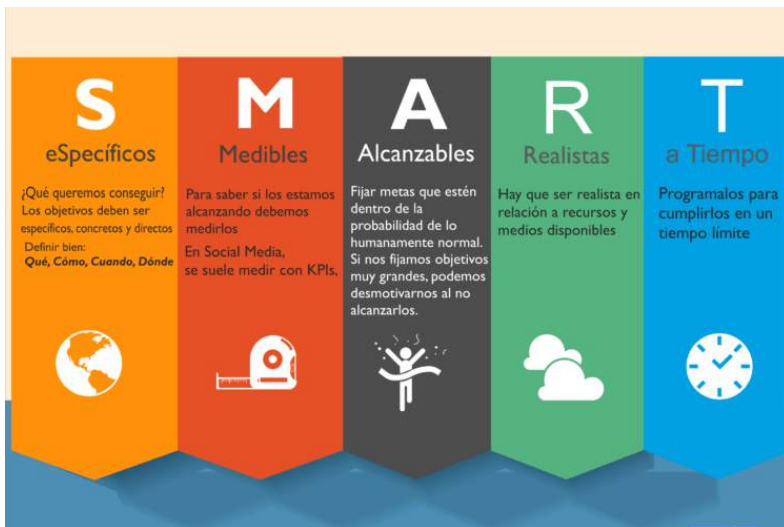 S
eSpecíficos
¿Qué queremos conseguir?
Los objetivos deben ser
específicos, concretos y directos
Definir bien:
Qué, Cómo, Cuando, Dónde
M
Medibles
Para saber si los estamos
alcanzando debemos
medirlos
En Social Media,
se suele medir con KPIs,
A
Alcanzables
Fijar metas que estén
dentro de la
probabilidad de lo
humanamente normal.
Si nos fijamos objetivos
muy grandes, podemos
desmotivarnos al no
alcanzarlos.
R
Realistas
Hay que ser realista en
relación a recursos y
medios disponibles
T
a Tiempo
Programalos para
cumplirlos en un
tiempo límite